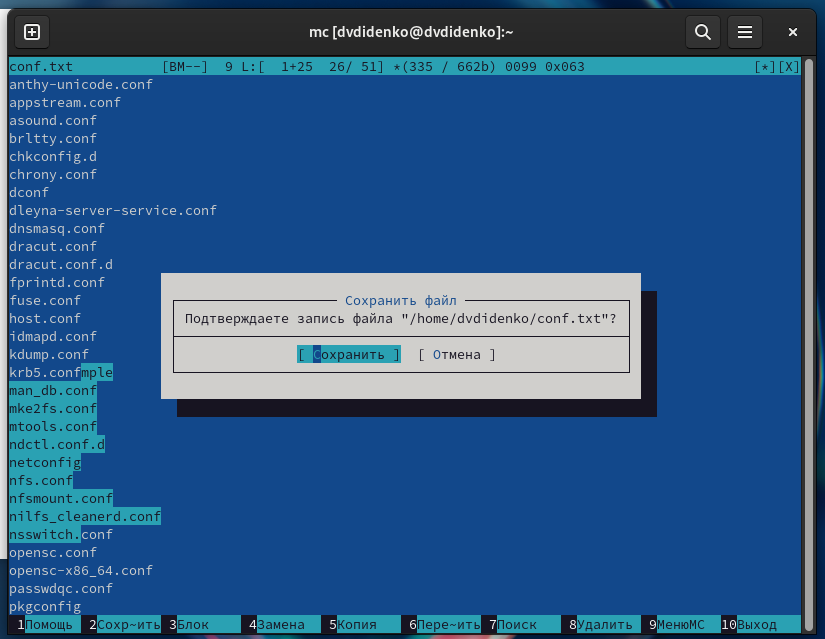 mc [dvdidenko@dvdidenko]:~
conf.txt [BM--] 9 L:[ 1+25 26/ 51] *(335 / 662b) 0099 0x063 [*][X]
anthy-unicode.conf
appstream.conf
asound.conf
brltty.conf
chkconfig.d
chrony.conf
dconf
dleyna-server-service.conf
dnsmasq.conf
dracut.conf
dracut.conf.d
fprintd.conf
fuse.conf
host.conf
idmapd.conf
kdump.conf
krb5.confmple
man_db.conf
mke2fs.conf
mtools.conf
ndctl.conf.d
netconfig
nfs.conf
nfsmount.conf
nilfs_cleanerd.conf
nsswitch.conf
opensc.conf
opensc-x86_64.conf
passwdqc.conf
pkgconfig
Сохранить файл
Подтверждаете запись файла "/home/dvdidenko/conf.txt"?
[ Сохранить ] [ Отмена ]
1Помощь 2Сохр~ить 3Блок 4Замена 5Копия 6Пере~ить 7Поиск 8Удалить 9МенюМС 10Выход